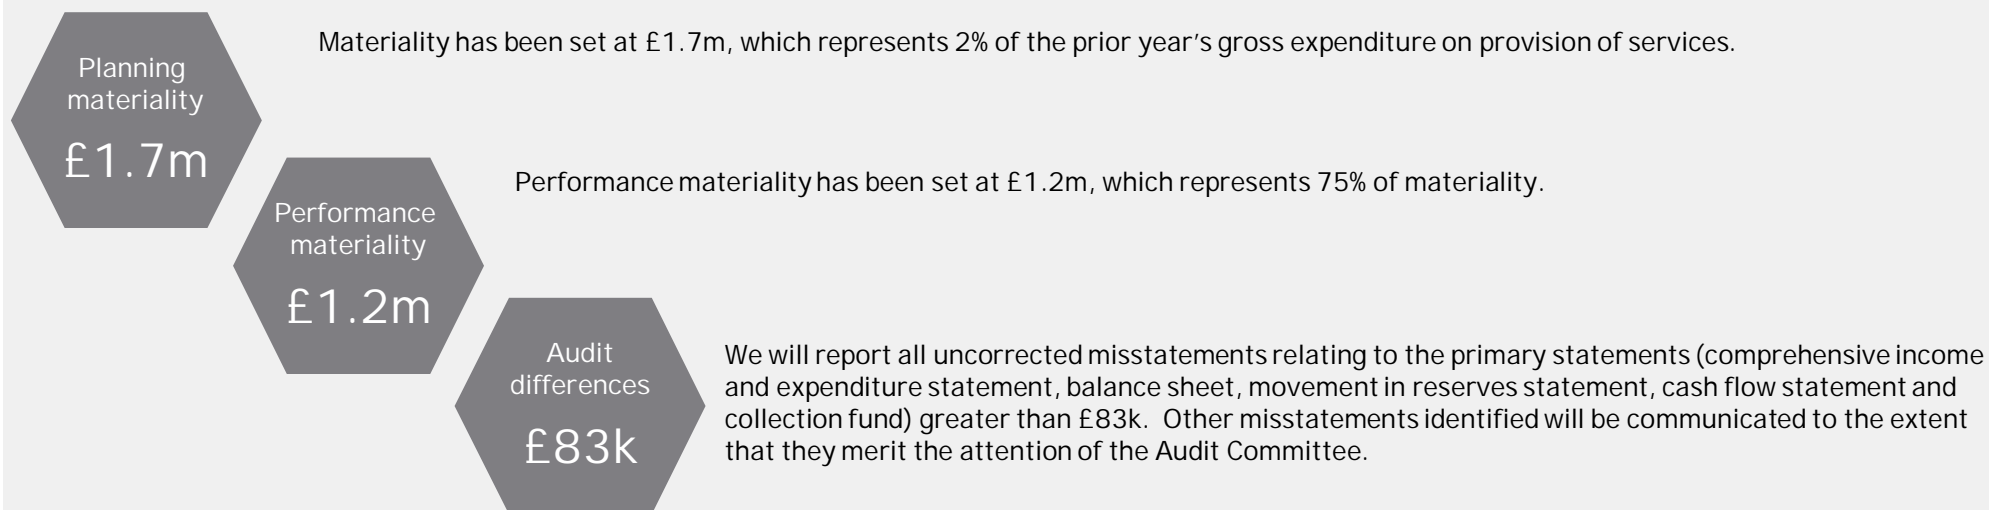 Planning
materiality
£1.7m
Materiality has been set at £1.7m, which represents 2% of the prior year's gross expenditure on provision of services.
Performance
materiality
£1.2m
Performance materiality has been set at £1.2m, which represents 75% of materiality.
Audit
differences
£83k
We will report all uncorrected misstatements relating to the primary statements (comprehensive income
and expenditure statement, balance sheet, movement in reserves statement, cash flow statement and
collection fund) greater than £83k.  Other misstatements identified will be communicated to the extent
that they merit the attention of the Audit Committee.